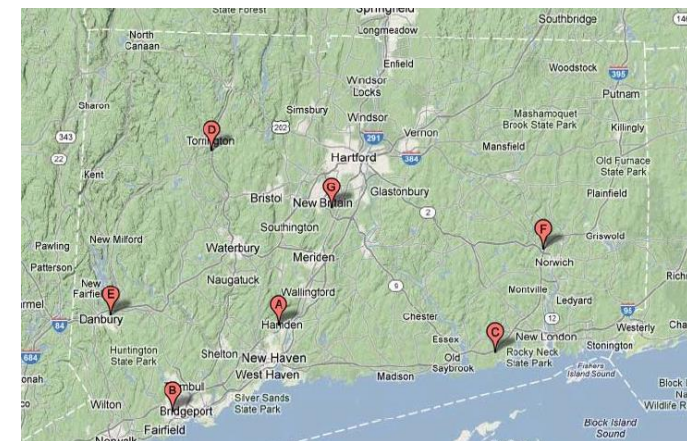 State Forest
Springfield
Longmeadow
Southbridge
North
Canaan
Enfield
Woodstock
395
Windsor
Locks
Putnam
Sharon
Simsbury
Windsor
Mashamoquet
Brook State Park
D
Torrington
202
Vernon
Killingly
343
291
Mansfield
22
Hartford
384
Old Furnace
State Park
Kent
G
Bristol
New Britain
Glastonbury
Plainfield
2
Southington
F
Griswold
Pawling
New Milford
Waterbury
Meriden
Norwich
Patterson
Naugatuck
New
Fairfield
E
Wallingford
9
Montville
Ledyard
A
Danbury
Hamden
Chester
12
95
84
C
New London
Westerly
Essex
Huntington
State Park
Shelton
New Haven
Old
Saybrook
Rocky Neck
State Park
Stonington
684
West Haven
Madison
Fishers
Island Sound
B
Wilton
Silver Sands
State Park
Bridgeport
Fairfield
Norwalk
Block Island
Sound